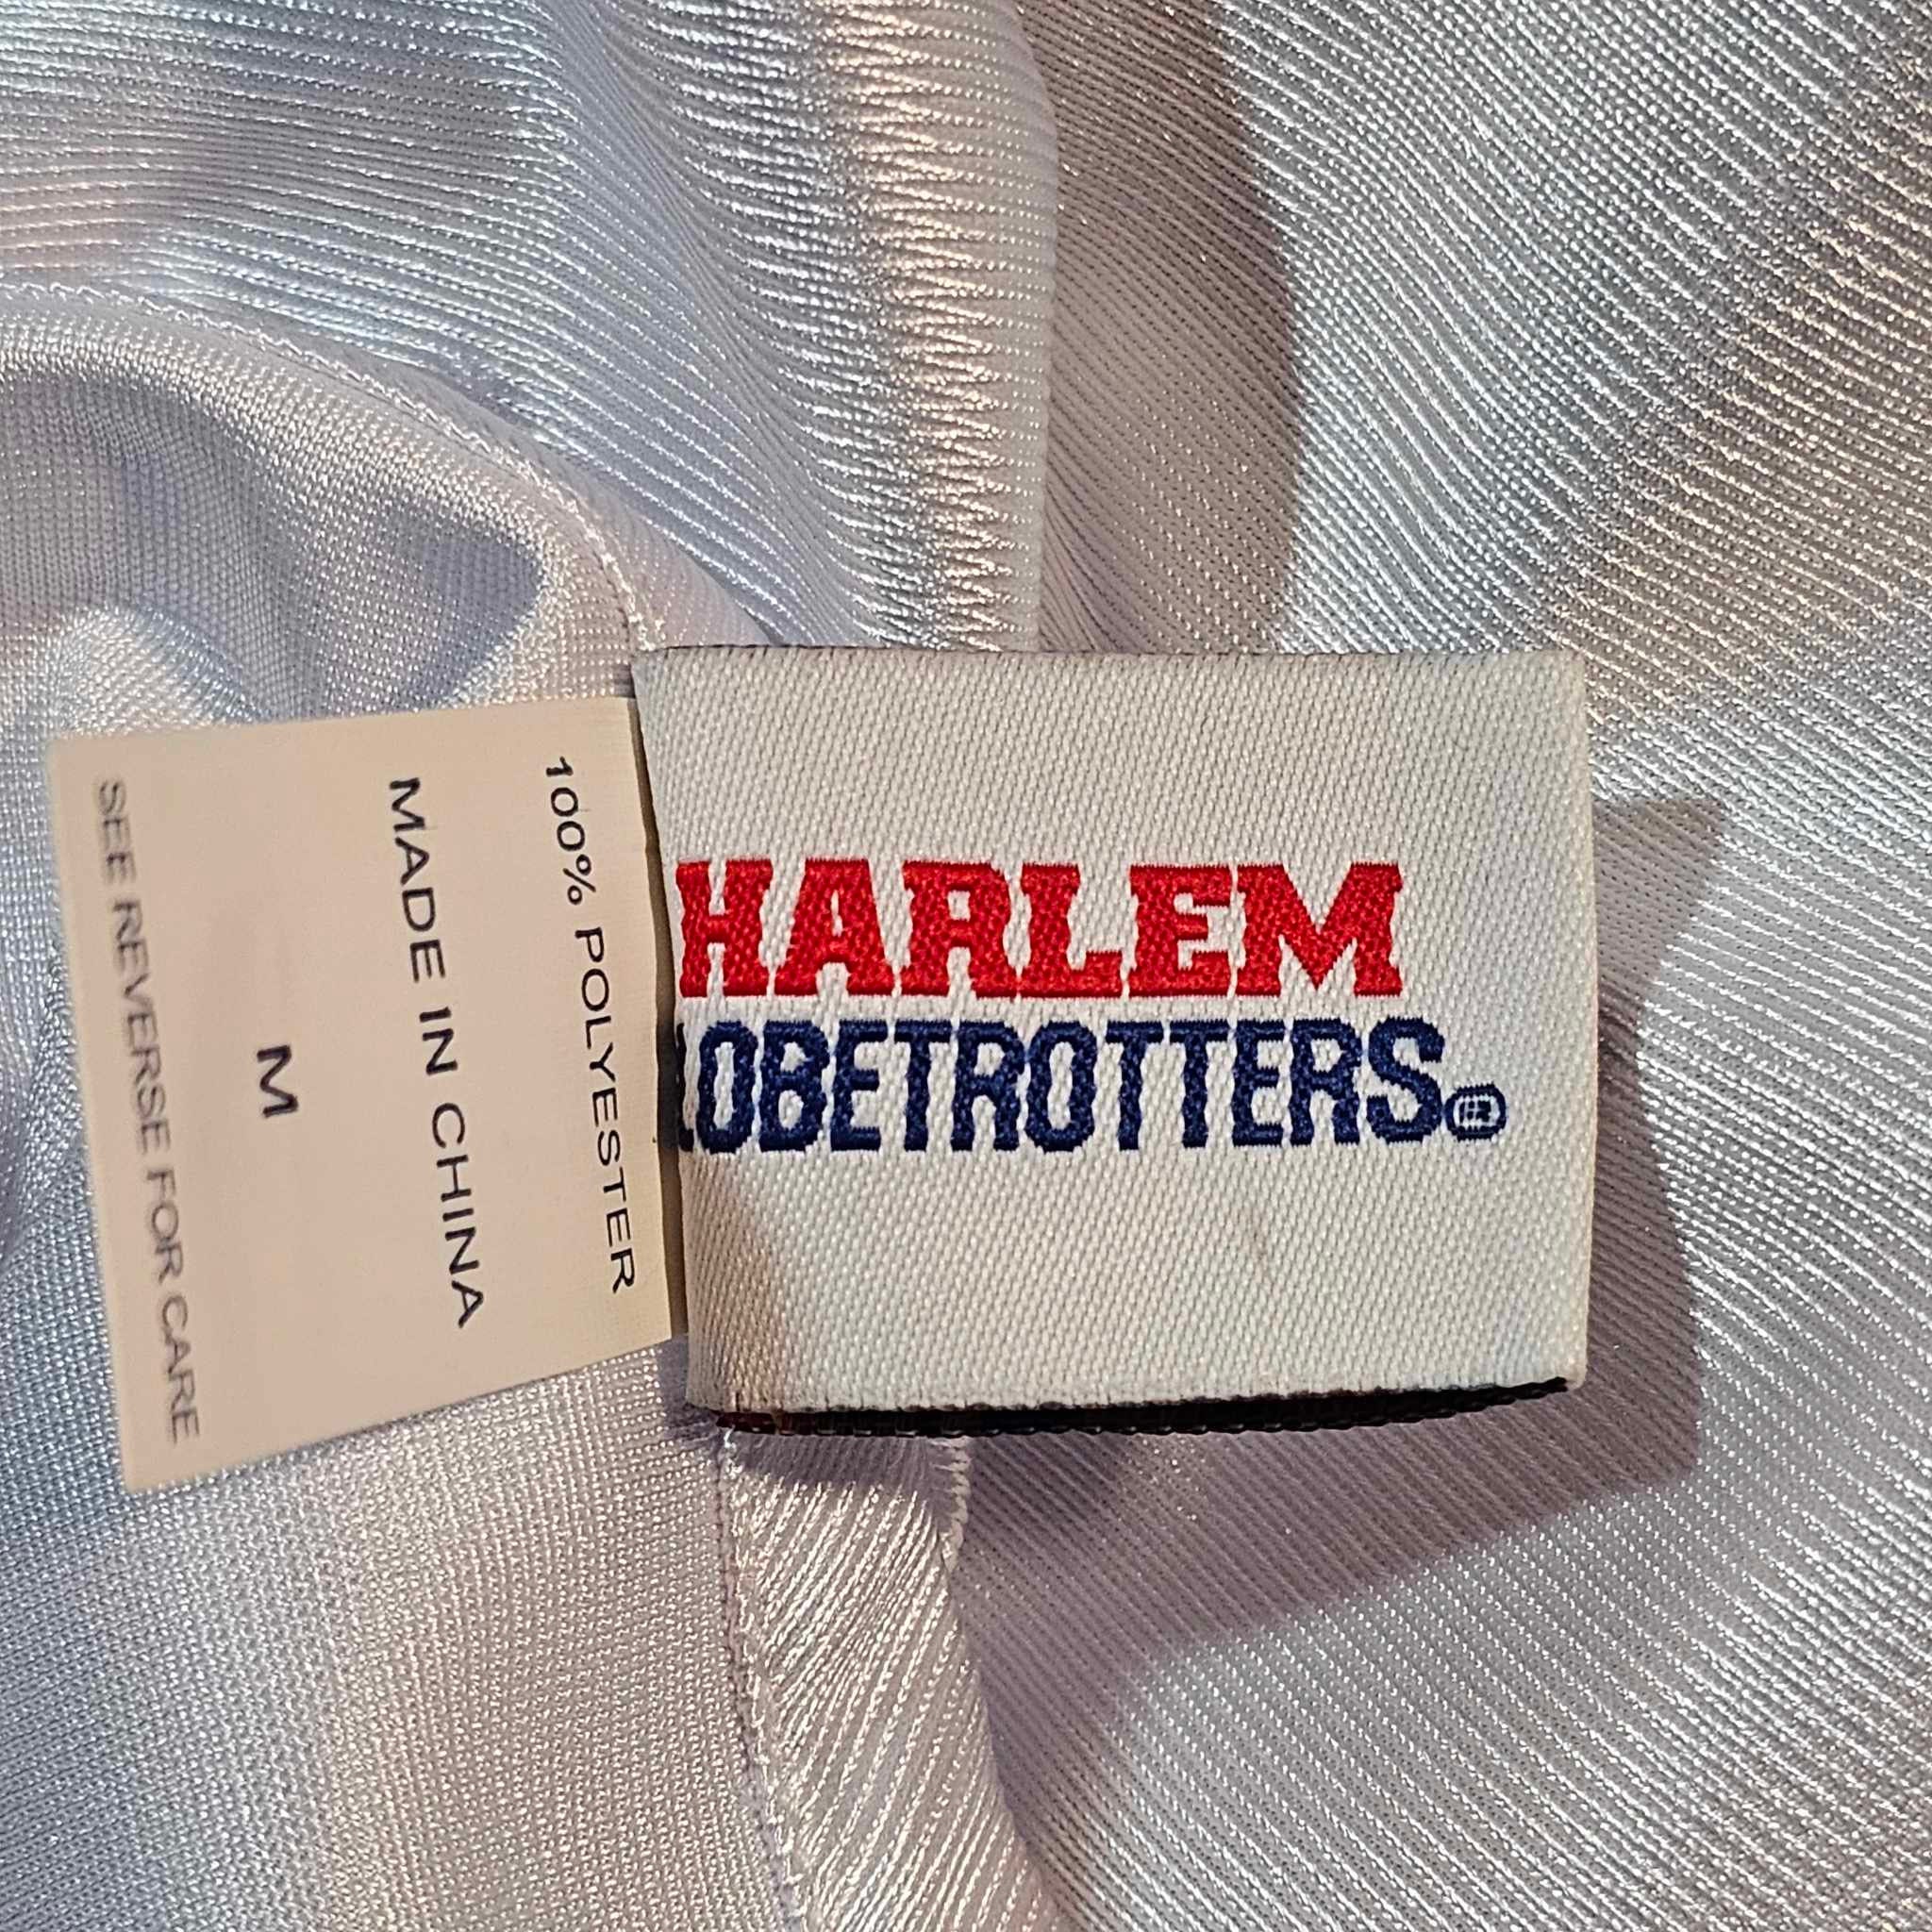 HARLEM
LOBETROTTERS®
100% POLYESTER
MADE IN CHINA
M
SEE REVERSE FOR CARE